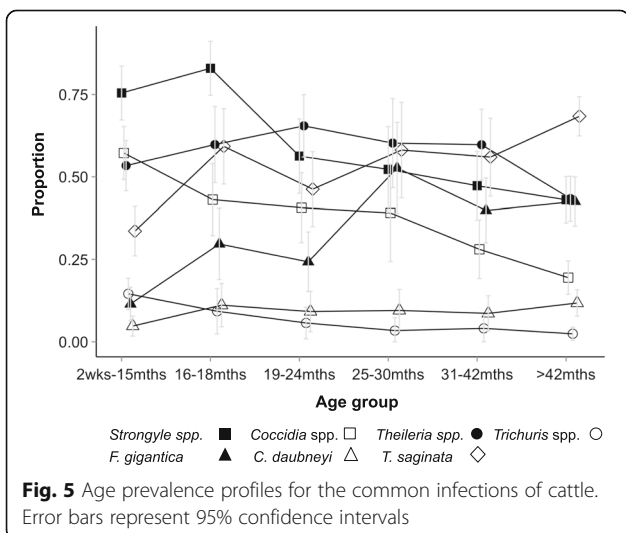 0.75
0.50
0.25
0.00
Proportion
2wks-15mths 16-18mths 19-24mths 25-30mths 31-42mths >42mths
Age group
Strongyle spp. Coccidia spp. Theileria spp. Trichuris spp.
F. gigantica C. daubneyi T. saginata
Fig. 5 Age prevalence profiles for the common infections of cattle.
Error bars represent 95% confidence intervals